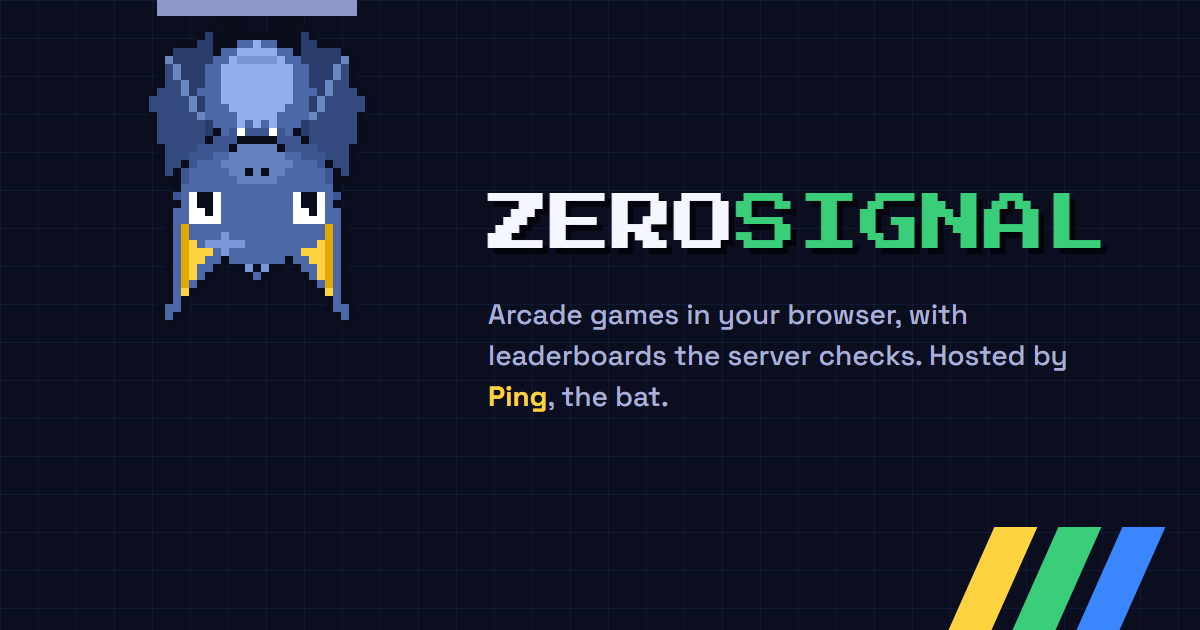 ZEROSIGNAL
Arcade games in your browser, with
leaderboards the server checks. Hosted by
Ping, the bat.